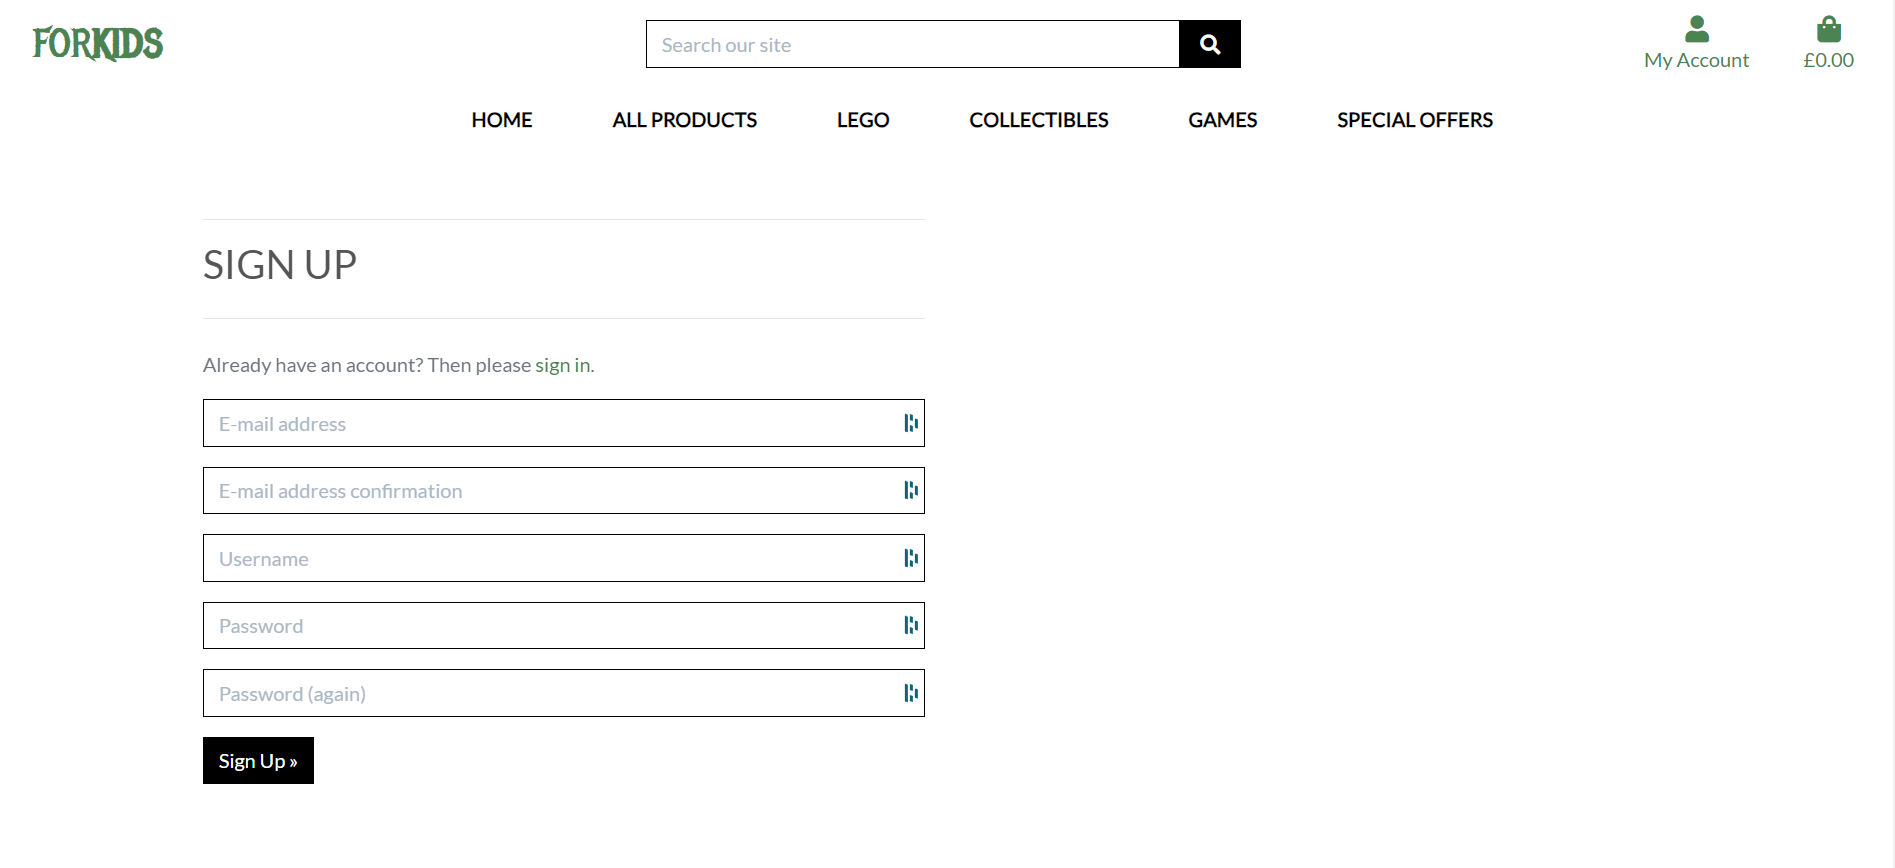 FORKIDS
Search our site
My Account
£0.00
HOME ALL PRODUCTS LEGO COLLECTIBLES GAMES SPECIAL OFFERS
SIGN UP
Already have an account? Then please sign in.
E-mail address
E-mail address confirmation
Username
Password
Password (again)
Sign Up »